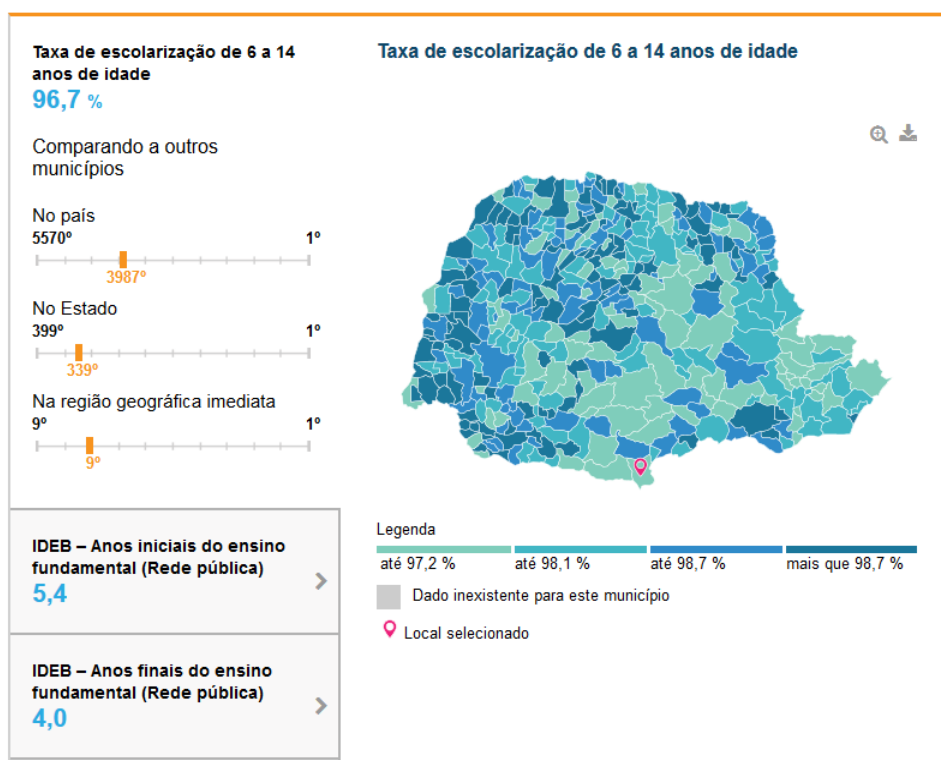 Taxa de escolarização de 6 a 14
anos de idade
96,7 %
Comparando a outros
municípios
No país
5570º 1º
3987º
No Estado
399º 1º
339º
Na região geográfica imediata
9º 1º
9º
IDEB – Anos iniciais do ensino
fundamental (Rede pública)
5,4
IDEB – Anos finais do ensino
fundamental (Rede pública)
4,0
Taxa de escolarização de 6 a 14 anos de idade
Legenda
até 97,2 % até 98,1 % até 98,7 % mais que 98,7 %
Dado inexistente para este município
Local selecionado